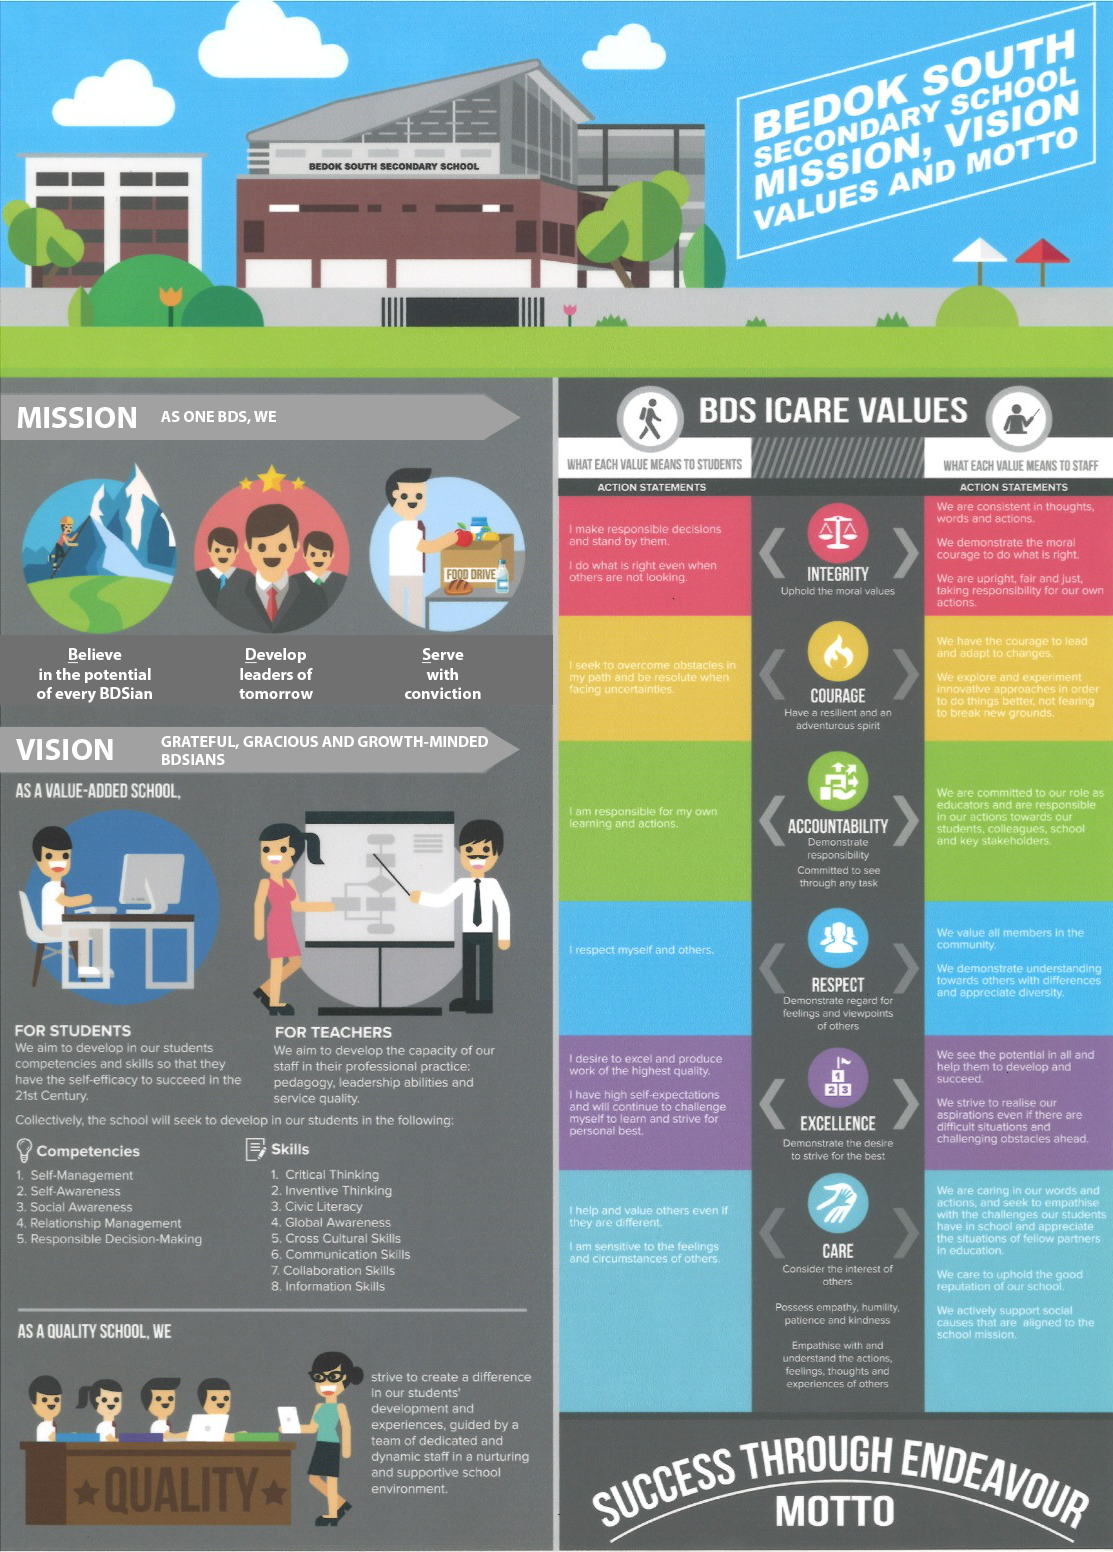 BEDOK SOUTH
SECONDARY SCHOOL
MISSION, VISION
VALUES AND MOTTO
BEDOK SOUTH SECONDARY SCHOOL
MISSION AS ONE BDS, WE
FOOD DRIVE
Believe
in the potential
of every BDSian
Develop
leaders of
tomorrow
Serve
with
conviction
VISION
GRATEFUL, GRACIOUS AND GROWTH-MINDED
BDSIANS
AS A VALUE-ADDED SCHOOL,
FOR STUDENTS
We aim to develop in our students
competencies and skills so that they
have the self-efficacy to succeed in the
21st Century.
FOR TEACHERS
We aim to develop the capacity of our
staff in their professional practice:
pedagogy, leadership abilities and
service quality.
Collectively, the school will seek to develop in our students in the following:
Competencies
1. Self-Management
2. Self-Awareness
3. Social Awareness
4. Relationship Management
5. Responsible Decision-Making
Skills
1. Critical Thinking
2. Inventive Thinking
3. Civic Literacy
4. Global Awareness
5. Cross Cultural Skills
6. Communication Skills
7. Collaboration Skills
8. Information Skills
AS A QUALITY SCHOOL, WE
QUALITY
strive to create a difference
in our students'
development and
experiences, guided by a
team of dedicated and
dynamic staff in a nurturing
and supportive school
environment.
BDS ICARE VALUES
WHAT EACH VALUE MEANS TO STUDENTS
WHAT EACH VALUE MEANS TO STAFF
ACTION STATEMENTS
ACTION STATEMENTS
I make responsible decisions
and stand by them.
I do what is right even when
others are not looking.
INTEGRITY
Uphold the moral values
We are consistent in thoughts,
words and actions.
We demonstrate the moral
courage to do what is right.
We are upright, fair and just,
taking responsibility for our own
actions.
I seek to overcome obstacles in
my path and be resolute when
facing uncertainties.
COURAGE
Have a resilient and an
adventurous spirit
We have the courage to lead
and adapt to changes.
We explore and experiment
innovative approaches in order
to do things better, not fearing
to break new grounds.
I am responsible for my own
learning and actions.
ACCOUNTABILITY
Demonstrate
responsibility
Committed to see
through any task
We are committed to our role as
educators and are responsible
in our actions towards our
students, colleagues, school
and key stakeholders.
I respect myself and others.
RESPECT
Demonstrate regard for
feelings and viewpoints
of others
We value all members in the
community.
We demonstrate understanding
towards others with differences
and appreciate diversity.
I desire to excel and produce
work of the highest quality.
I have high self-expectations
and will continue to challenge
myself to learn and strive for
personal best.
1
2 3
EXCELLENCE
Demonstrate the desire
to strive for the best
We see the potential in all and
help them to develop and
succeed.
We strive to realise our
aspirations even if there are
difficult situations and
challenging obstacles ahead.
I help and value others even if
they are different.
I am sensitive to the feelings
and circumstances of others.
CARE
Consider the interest of
others
Possess empathy, humility,
patience and kindness
Empathise with and
understand the actions,
feelings, thoughts and
experiences of others
We are caring in our words and
actions, and seek to empathise
with the challenges our students
have in school and appreciate
the situations of fellow partners
in education.
We care to uphold the good
reputation of our school.
We actively support social
causes that are aligned to the
school mission.
SUCCESS THROUGH ENDEAVOUR
MOTTO